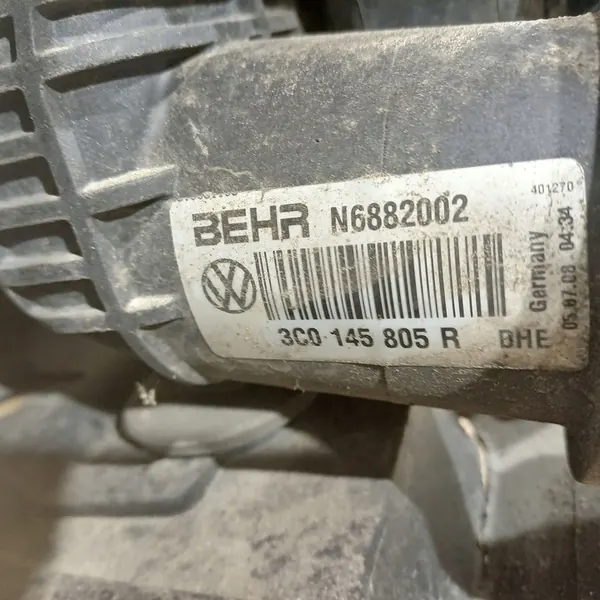 BEHR N6882002
401270
3C0 145 805 R BHE
Germany
05.07.08 04:34